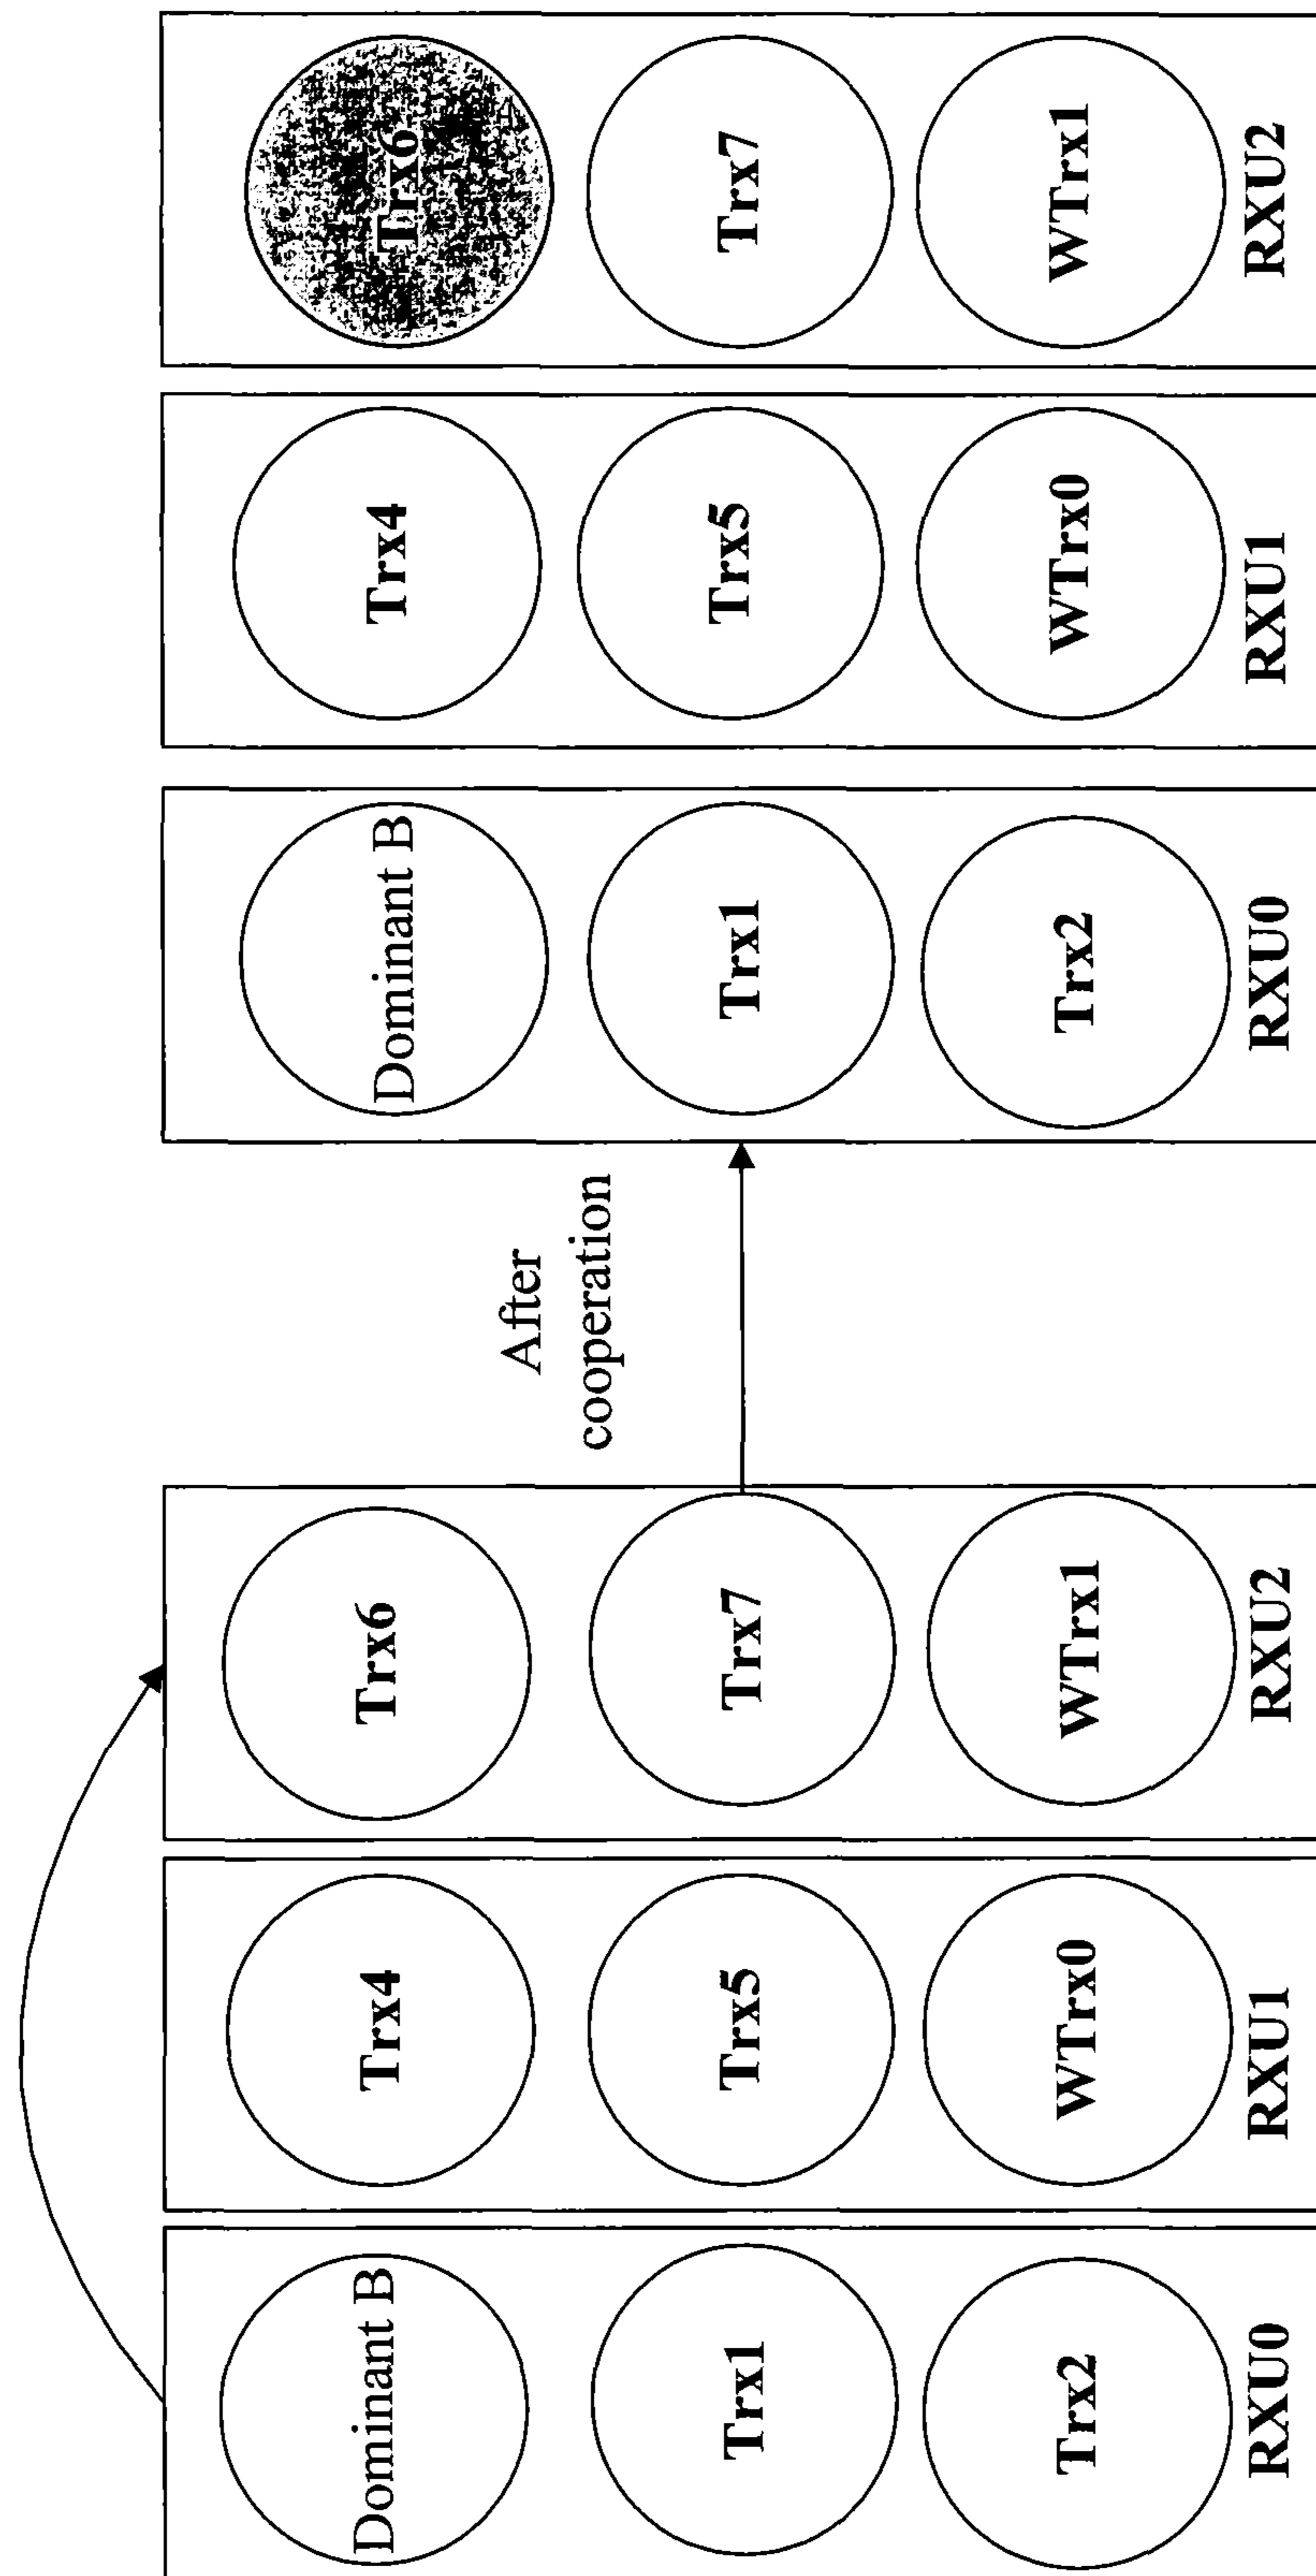 Dominant B
Trx1
Trx2
RXU0
Trx4
Trx5
WTrx0
RXU1
Trx6
Trx7
WTrx1
RXU2
After
cooperation
Dominant B
Trx1
Trx2
RXU0
Trx4
Trx5
WTrx0
RXU1
Trx6
Trx7
WTrx1
RXU2